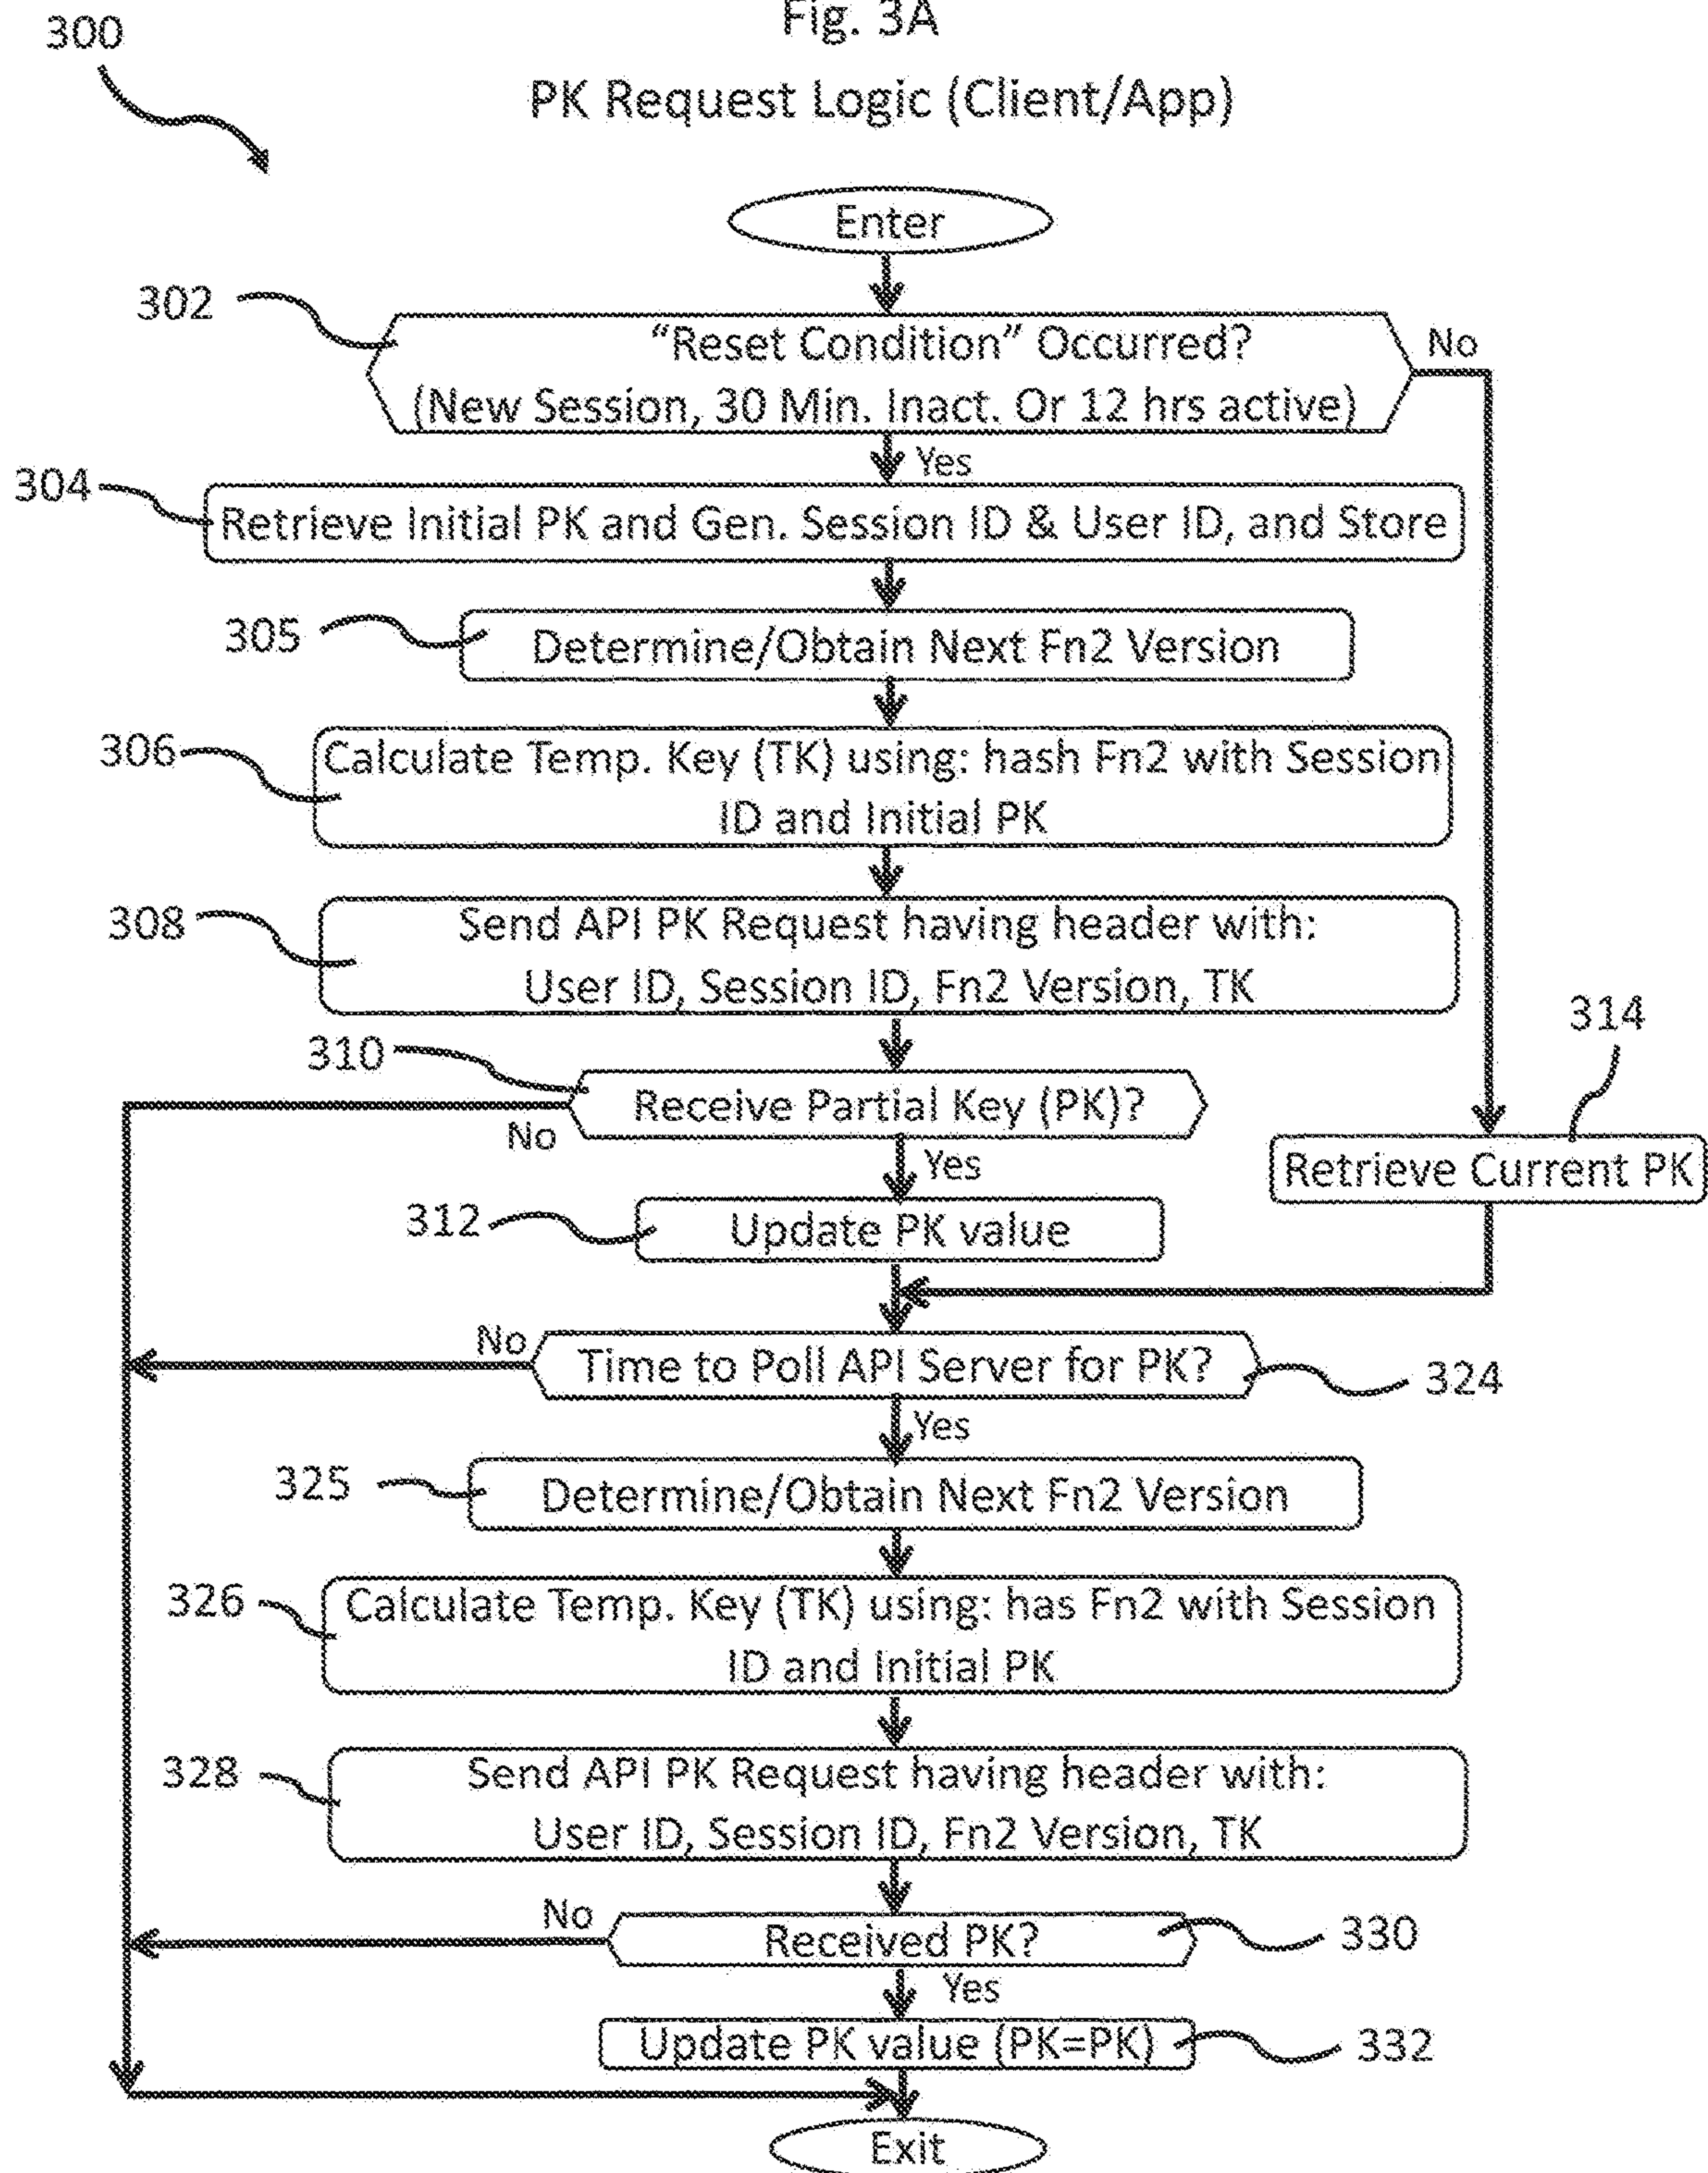 Fig. 3A
300
PK Request Logic (Client/App)
Enter
302
“Reset Condition” Occurred?
(New Session, 30 Min. Inact. Or 12 hrs active)
No
Yes
304
Retrieve Initial PK and Gen. Session ID & User ID, and Store
305
Determine/Obtain Next Fn2 Version
306
Calculate Temp. Key (TK) using: hash Fn2 with Session
ID and Initial PK
308
Send API PK Request having header with:
User ID, Session ID, Fn2 Version, TK
310
Receive Partial Key (PK)?
No
Yes
314
Retrieve Current PK
312
Update PK value
No
Time to Poll API Server for PK?
324
Yes
325
Determine/Obtain Next Fn2 Version
326
Calculate Temp. Key (TK) using: has Fn2 with Session
ID and Initial PK
328
Send API PK Request having header with:
User ID, Session ID, Fn2 Version, TK
No
Received PK?
330
Yes
Update PK value (PK=PK)
332
Exit